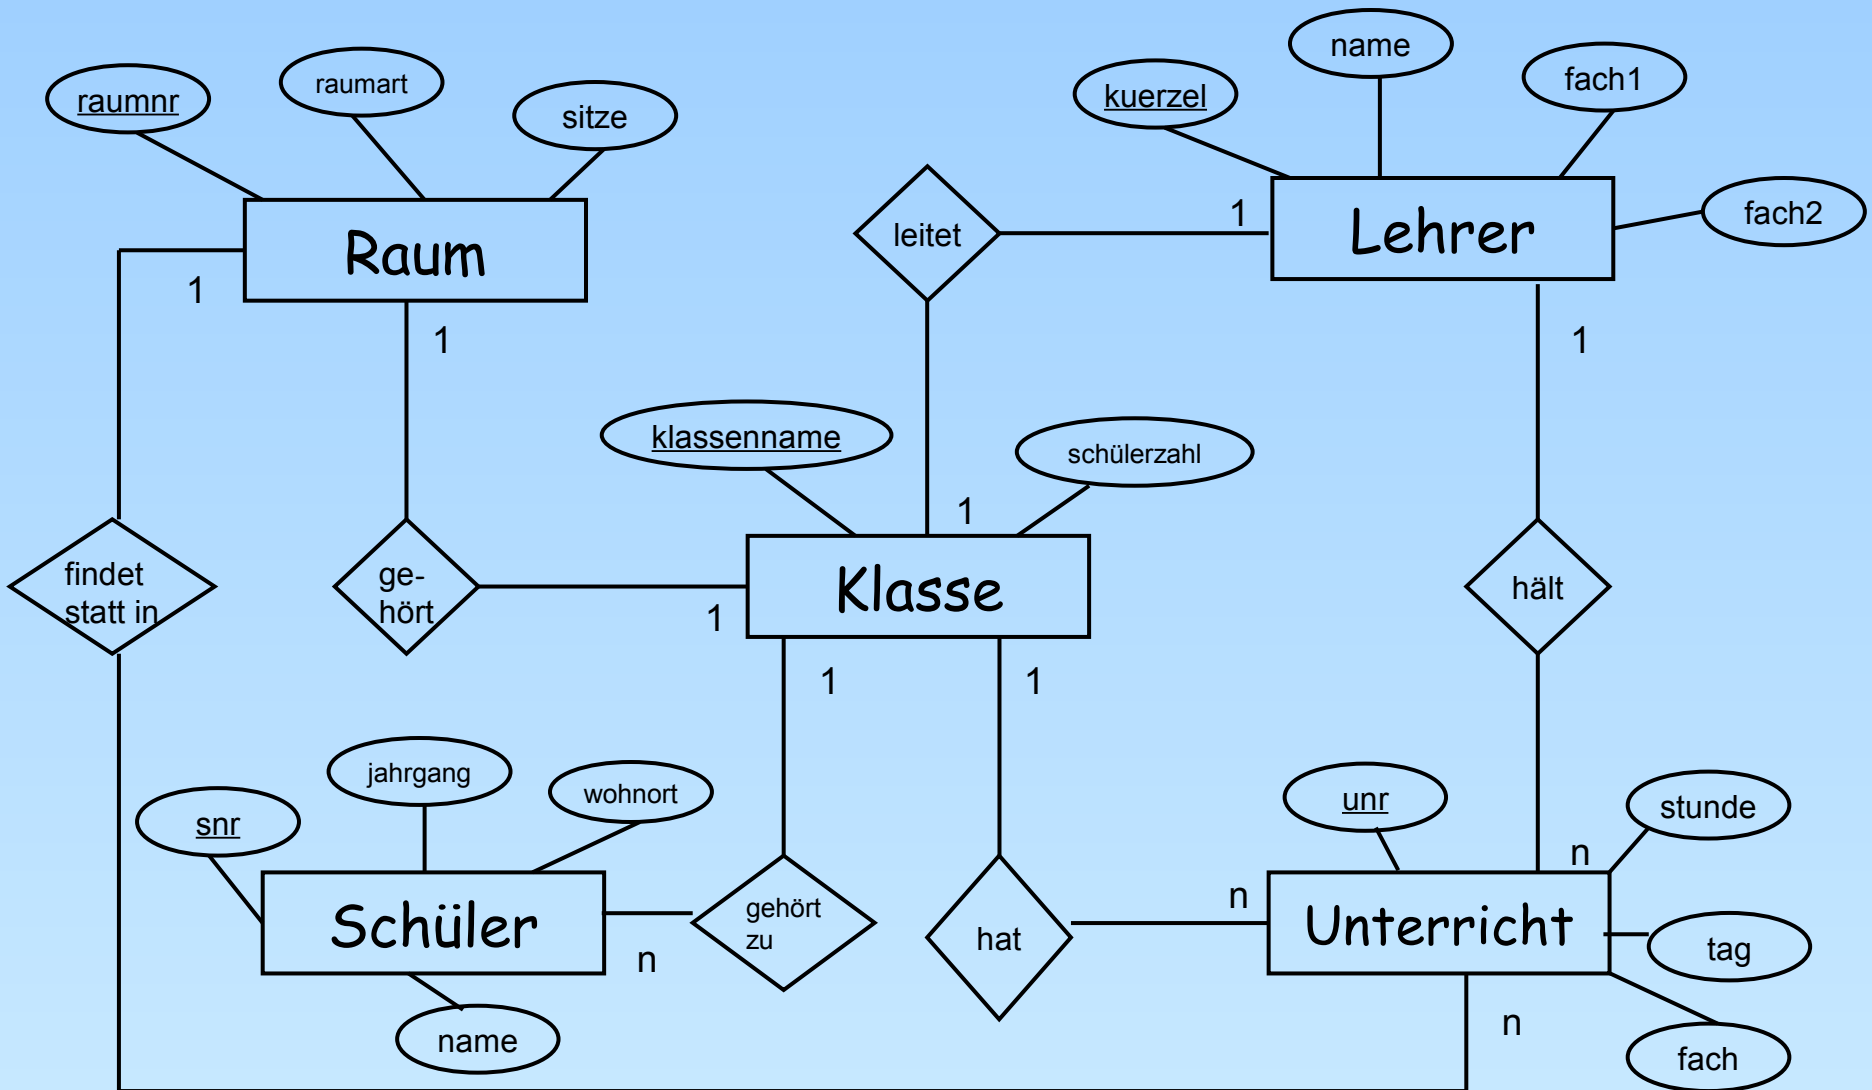 name
raumnr
raumart
sitze
kuerzel
fach1
fach2
Raum
leitet
1
Lehrer
1
1
1
klassenname
schülerzahl
1
findet
statt in
ge-
hört
1
Klasse
hält
1
1
jahrgang
wohnort
snr
unr
stunde
n
Schüler
n
gehört
zu
hat
n
Unterricht
tag
name
n
fach